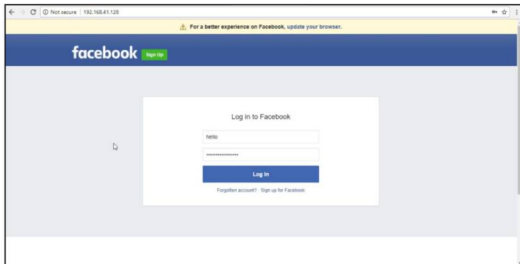 Not secure | 192.168.41.128
For a better experience on Facebook, update your browser.
facebook Sign Up
Log in to Facebook
hello
••••••••••••••••
Log In
Forgotten account? · Sign up for Facebook